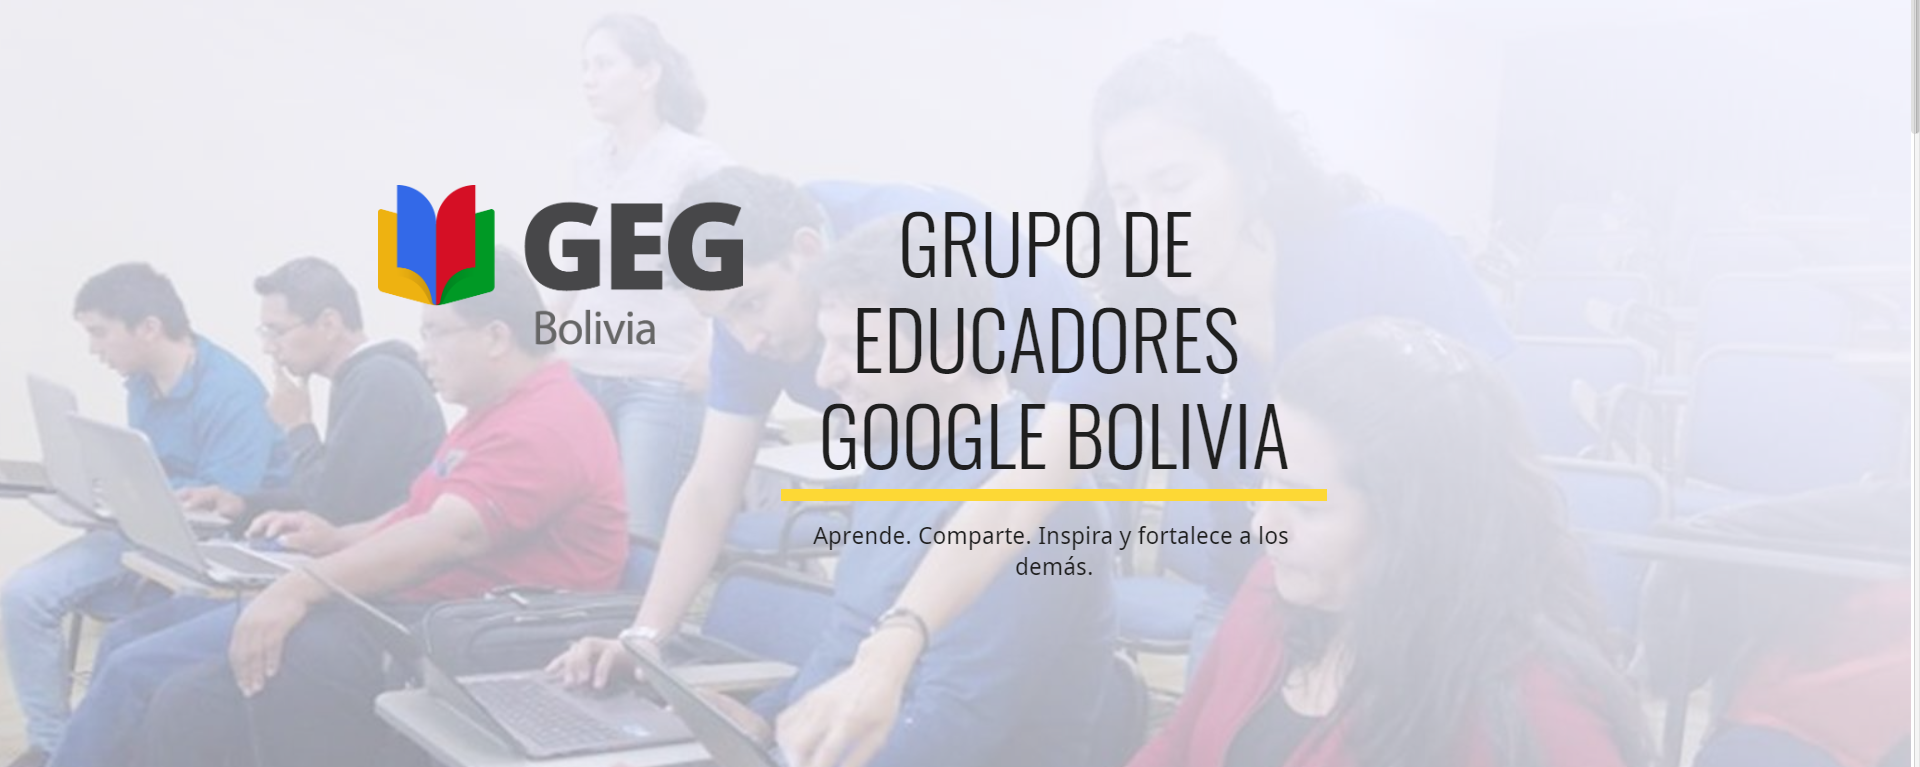 GEG
Bolivia
GRUPO DE
EDUCADORES
GOOGLE BOLIVIA
Aprende. Comparte. Inspira y fortalece a los
demás.